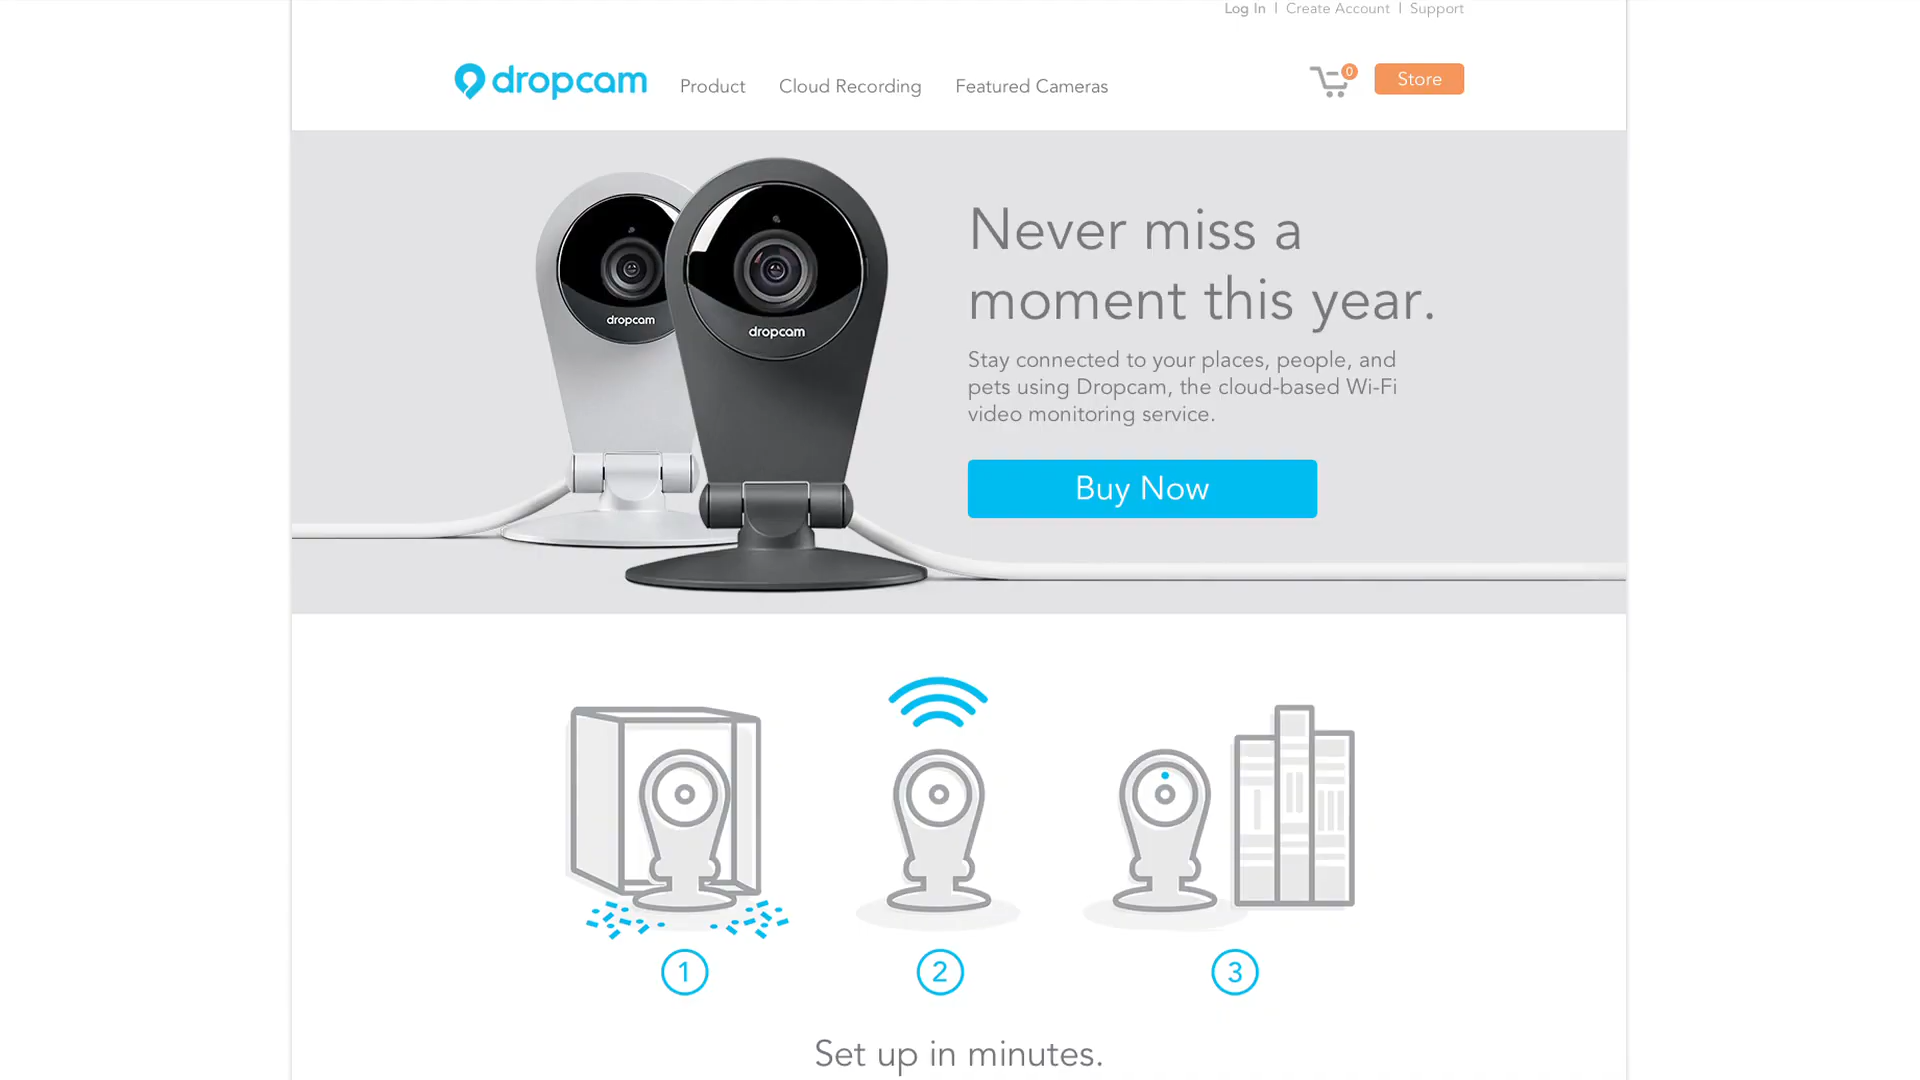 Log In | Create Account | Support
dropcam Product Cloud Recording Featured Cameras 0 Store
Never miss a
moment this year.
Stay connected to your places, people, and
pets using Dropcam, the cloud-based Wi-Fi
video monitoring service.
dropcam
dropcam
Buy Now
1 2 3
Set up in minutes.